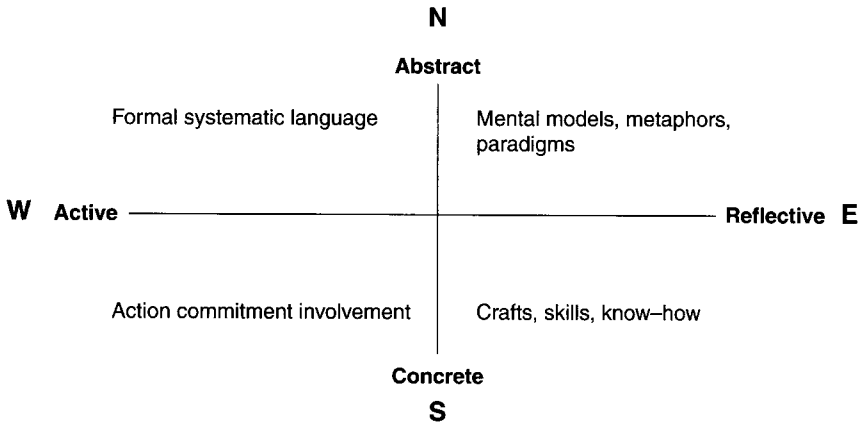 N
Abstract
Formal systematic language
Mental models, metaphors,
paradigms
W Active
Reflective E
Action commitment involvement
Crafts, skills, know–how
Concrete
S